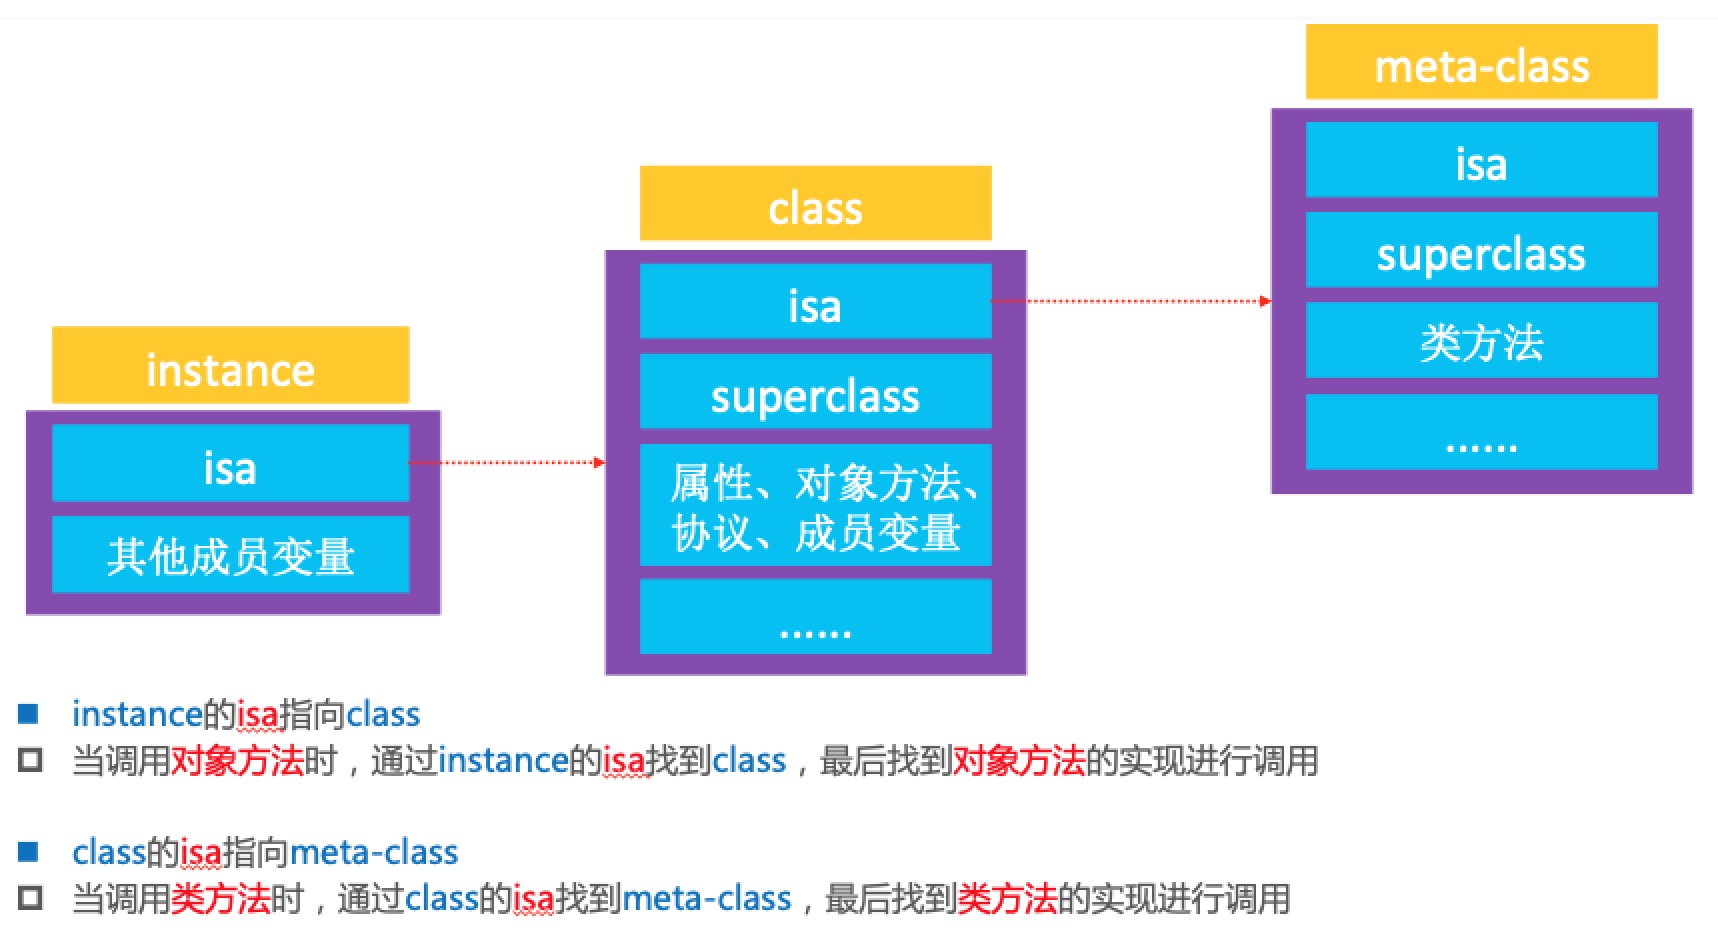 instance
isa
其他成员变量
class
isa
superclass
属性、对象方法、
协议、成员变量
......
meta-class
isa
superclass
类方法
......
instance的isa指向class
当调用对象方法时，通过instance的isa找到class，最后找到对象方法的实现进行调用
class的isa指向meta-class
当调用类方法时，通过class的isa找到meta-class，最后找到类方法的实现进行调用